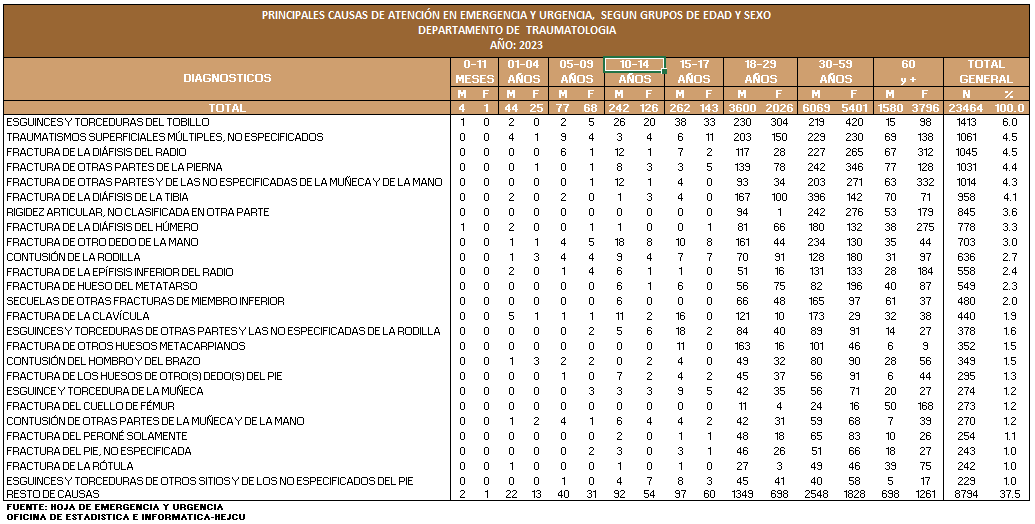 PRINCIPALES CAUSAS DE ATENCIÓN EN EMERGENCIA Y URGENCIA, SEGUN GRUPOS DE EDAD Y SEXO
DEPARTAMENTO DE TRAUMATOLOGIA
AÑO: 2023
DIAGNOSTICOS 0-11 MESES 01-04 AÑOS 05-09 AÑOS 10-14 AÑOS 15-17 AÑOS 18-29 AÑOS 30-59 AÑOS 60 y + TOTAL GENERAL
M F M F M F M F M F M F M F M F N %
TOTAL 4 1 44 25 77 68 242 126 262 143 3600 2026 6069 5401 1580 3796 23464 100.0
ESGUINCES Y TORCEDURAS DEL TOBILLO 1 0 2 0 2 5 26 20 38 33 230 304 219 420 15 98 1413 6.0
TRAUMATISMOS SUPERFICIALES MÚLTIPLES, NO ESPECIFICADOS 0 0 4 1 9 4 3 4 6 11 203 150 229 230 69 138 1061 4.5
FRACTURA DE LA DIÁFISIS DEL RADIO 0 0 0 0 6 1 12 1 7 2 117 28 227 265 67 312 1045 4.5
FRACTURA DE OTRAS PARTES DE LA PIERNA 0 0 0 1 0 1 8 3 3 5 139 78 242 346 77 128 1031 4.4
FRACTURA DE OTRAS PARTES Y DE LAS NO ESPECIFICADAS DE LA MUÑECA Y DE LA MANO 0 0 0 0 0 1 12 1 4 0 93 34 203 271 63 332 1014 4.3
FRACTURA DE LA DIÁFISIS DE LA TIBIA 0 0 2 0 2 0 1 3 4 0 167 100 396 142 70 71 958 4.1
RIGIDEZ ARTICULAR, NO CLASIFICADA EN OTRA PARTE 0 0 0 0 0 0 0 0 0 0 94 1 242 276 53 179 845 3.6
FRACTURA DE LA DIÁFISIS DEL HÚMERO 1 0 2 0 0 1 1 0 0 1 81 66 180 132 38 275 778 3.3
FRACTURA DE OTRO DEDO DE LA MANO 0 0 1 1 4 5 18 8 10 8 161 44 234 130 35 44 703 3.0
CONTUSIÓN DE LA RODILLA 0 0 1 3 4 4 9 4 7 7 70 91 128 180 31 97 636 2.7
FRACTURA DE LA EPÍFISIS INFERIOR DEL RADIO 0 0 2 0 1 4 6 1 1 0 51 16 131 133 28 184 558 2.4
FRACTURA DE HUESO DEL METATARSO 0 0 0 0 0 0 6 1 6 0 56 75 82 196 40 87 549 2.3
SECUELAS DE OTRAS FRACTURAS DE MIEMBRO INFERIOR 0 0 0 0 0 0 6 0 0 0 66 48 165 97 61 37 480 2.0
FRACTURA DE LA CLAVÍCULA 0 0 5 1 1 1 11 2 16 0 121 10 173 29 32 38 440 1.9
ESGUINCES Y TORCEDURAS DE OTRAS PARTES Y LAS NO ESPECIFICADAS DE LA RODILLA 0 0 0 0 0 2 5 6 18 2 84 40 89 91 14 27 378 1.6
FRACTURA DE OTROS HUESOS METACARPIANOS 0 0 0 0 0 0 0 0 11 0 163 16 101 46 6 9 352 1.5
CONTUSIÓN DEL HOMBRO Y DEL BRAZO 0 0 1 3 2 2 2 0 4 0 49 32 80 90 28 56 349 1.5
FRACTURA DE LOS HUESOS DE OTRO(S) DEDO(S) DEL PIE 0 0 0 0 1 0 7 2 4 2 45 37 56 91 6 44 295 1.3
ESGUINCE Y TORCEDURA DE LA MUÑECA 0 0 0 0 0 3 3 3 9 5 42 35 56 71 20 27 274 1.2
FRACTURA DEL CUELLO DE FÉMUR 0 0 0 0 0 0 0 0 0 0 11 4 24 16 50 168 273 1.2
CONTUSIÓN DE OTRAS PARTES DE LA MUÑECA Y DE LA MANO 0 0 1 2 4 1 6 4 4 2 42 31 59 68 7 39 270 1.2
FRACTURA DEL PERONÉ SOLAMENTE 0 0 0 0 0 0 2 0 1 1 48 18 65 83 10 26 254 1.1
FRACTURA DEL PIE, NO ESPECIFICADA 0 0 0 0 0 2 3 0 3 1 46 26 51 66 18 27 243 1.0
FRACTURA DE LA RÓTULA 0 0 1 0 0 0 1 0 1 0 27 3 49 46 39 75 242 1.0
ESGUINCES Y TORCEDURAS DE OTROS SITIOS Y DE LOS NO ESPECIFICADOS DEL PIE 0 0 0 0 1 0 4 7 8 3 45 41 40 58 5 17 229 1.0
RESTO DE CAUSAS 2 1 22 13 40 31 92 54 97 60 1349 698 2548 1828 698 1261 8794 37.5
FUENTE: HOJA DE EMERGENCIA Y URGENCIA
OFICINA DE ESTADISTICA E INFORMATICA-HEJCU